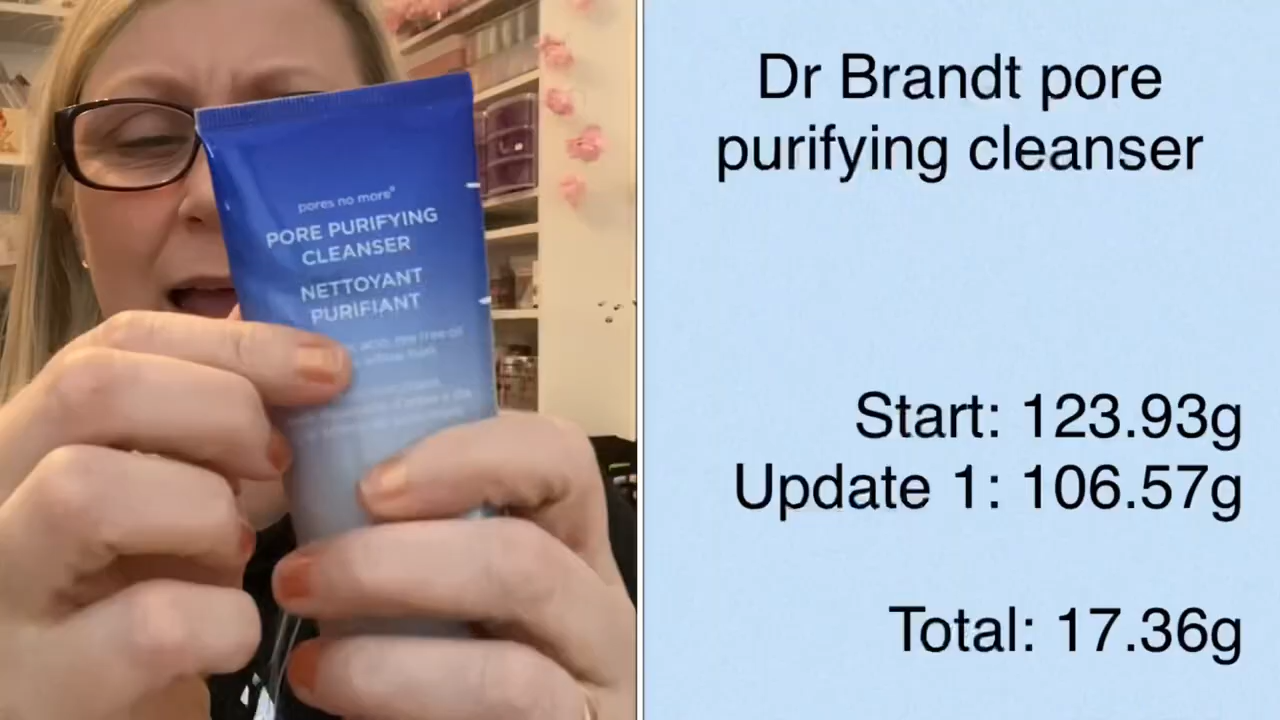 pores no more®
PORE PURIFYING
CLEANSER
NETTOYANT
PURIFIANT
Dr Brandt pore
purifying cleanser
Start: 123.93g
Update 1: 106.57g
Total: 17.36g